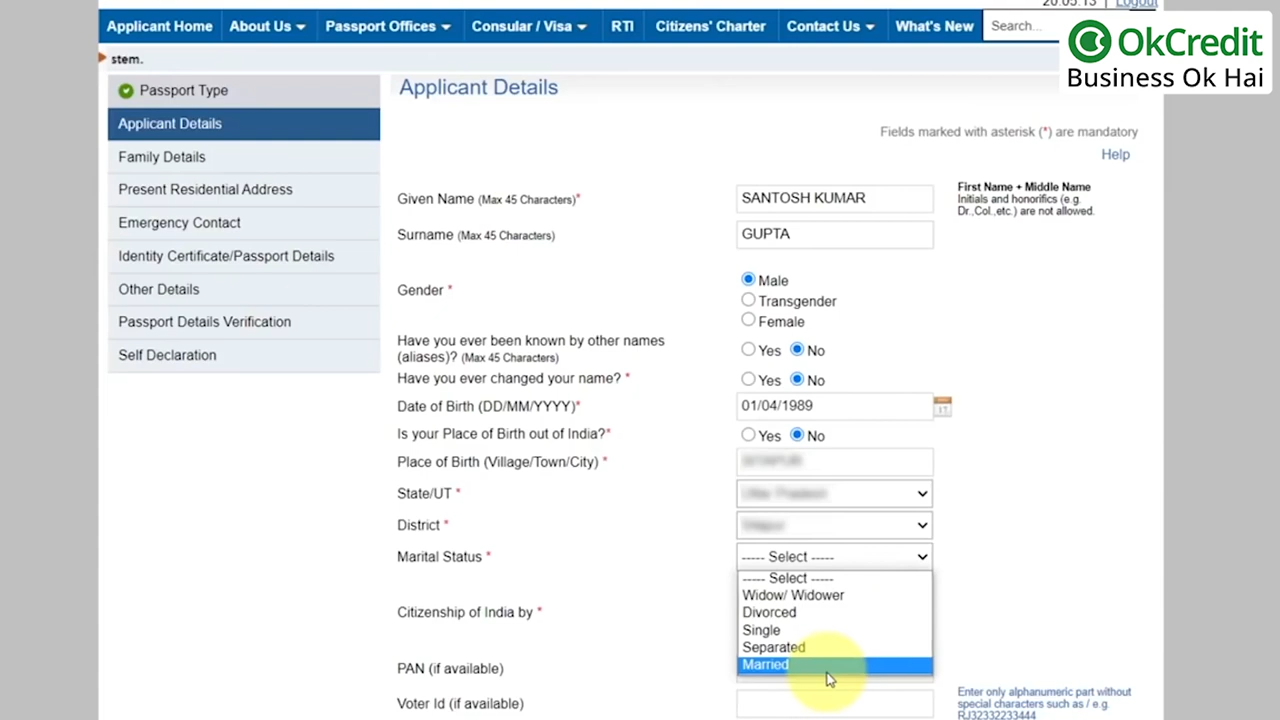 20:05:13 | Logout
Applicant Home About Us Passport Offices Consular / Visa RTI Citizens' Charter Contact Us What's New Search...
OkCredit
Business Ok Hai
stem.
Passport Type
Applicant Details
Family Details
Present Residential Address
Emergency Contact
Identity Certificate/Passport Details
Other Details
Passport Details Verification
Self Declaration
Applicant Details
Fields marked with asterisk (*) are mandatory
Help
Given Name (Max 45 Characters)* SANTOSH KUMAR
First Name + Middle Name
Initials and honorifics (e.g.
Dr.,Col.,etc.) are not allowed.
Surname (Max 45 Characters) GUPTA
Gender * Male
Transgender
Female
Have you ever been known by other names
(aliases)? (Max 45 Characters) Yes No
Have you ever changed your name? * Yes No
Date of Birth (DD/MM/YYYY)* 01/04/1989
Is your Place of Birth out of India?* Yes No
Place of Birth (Village/Town/City) *
State/UT *
District *
Marital Status * ----- Select -----
----- Select -----
Widow/ Widower
Divorced
Single
Separated
Married
Citizenship of India by *
PAN (if available)
Voter Id (if available)
Enter only alphanumeric part without
special characters such as / e.g.
RJ32332233444